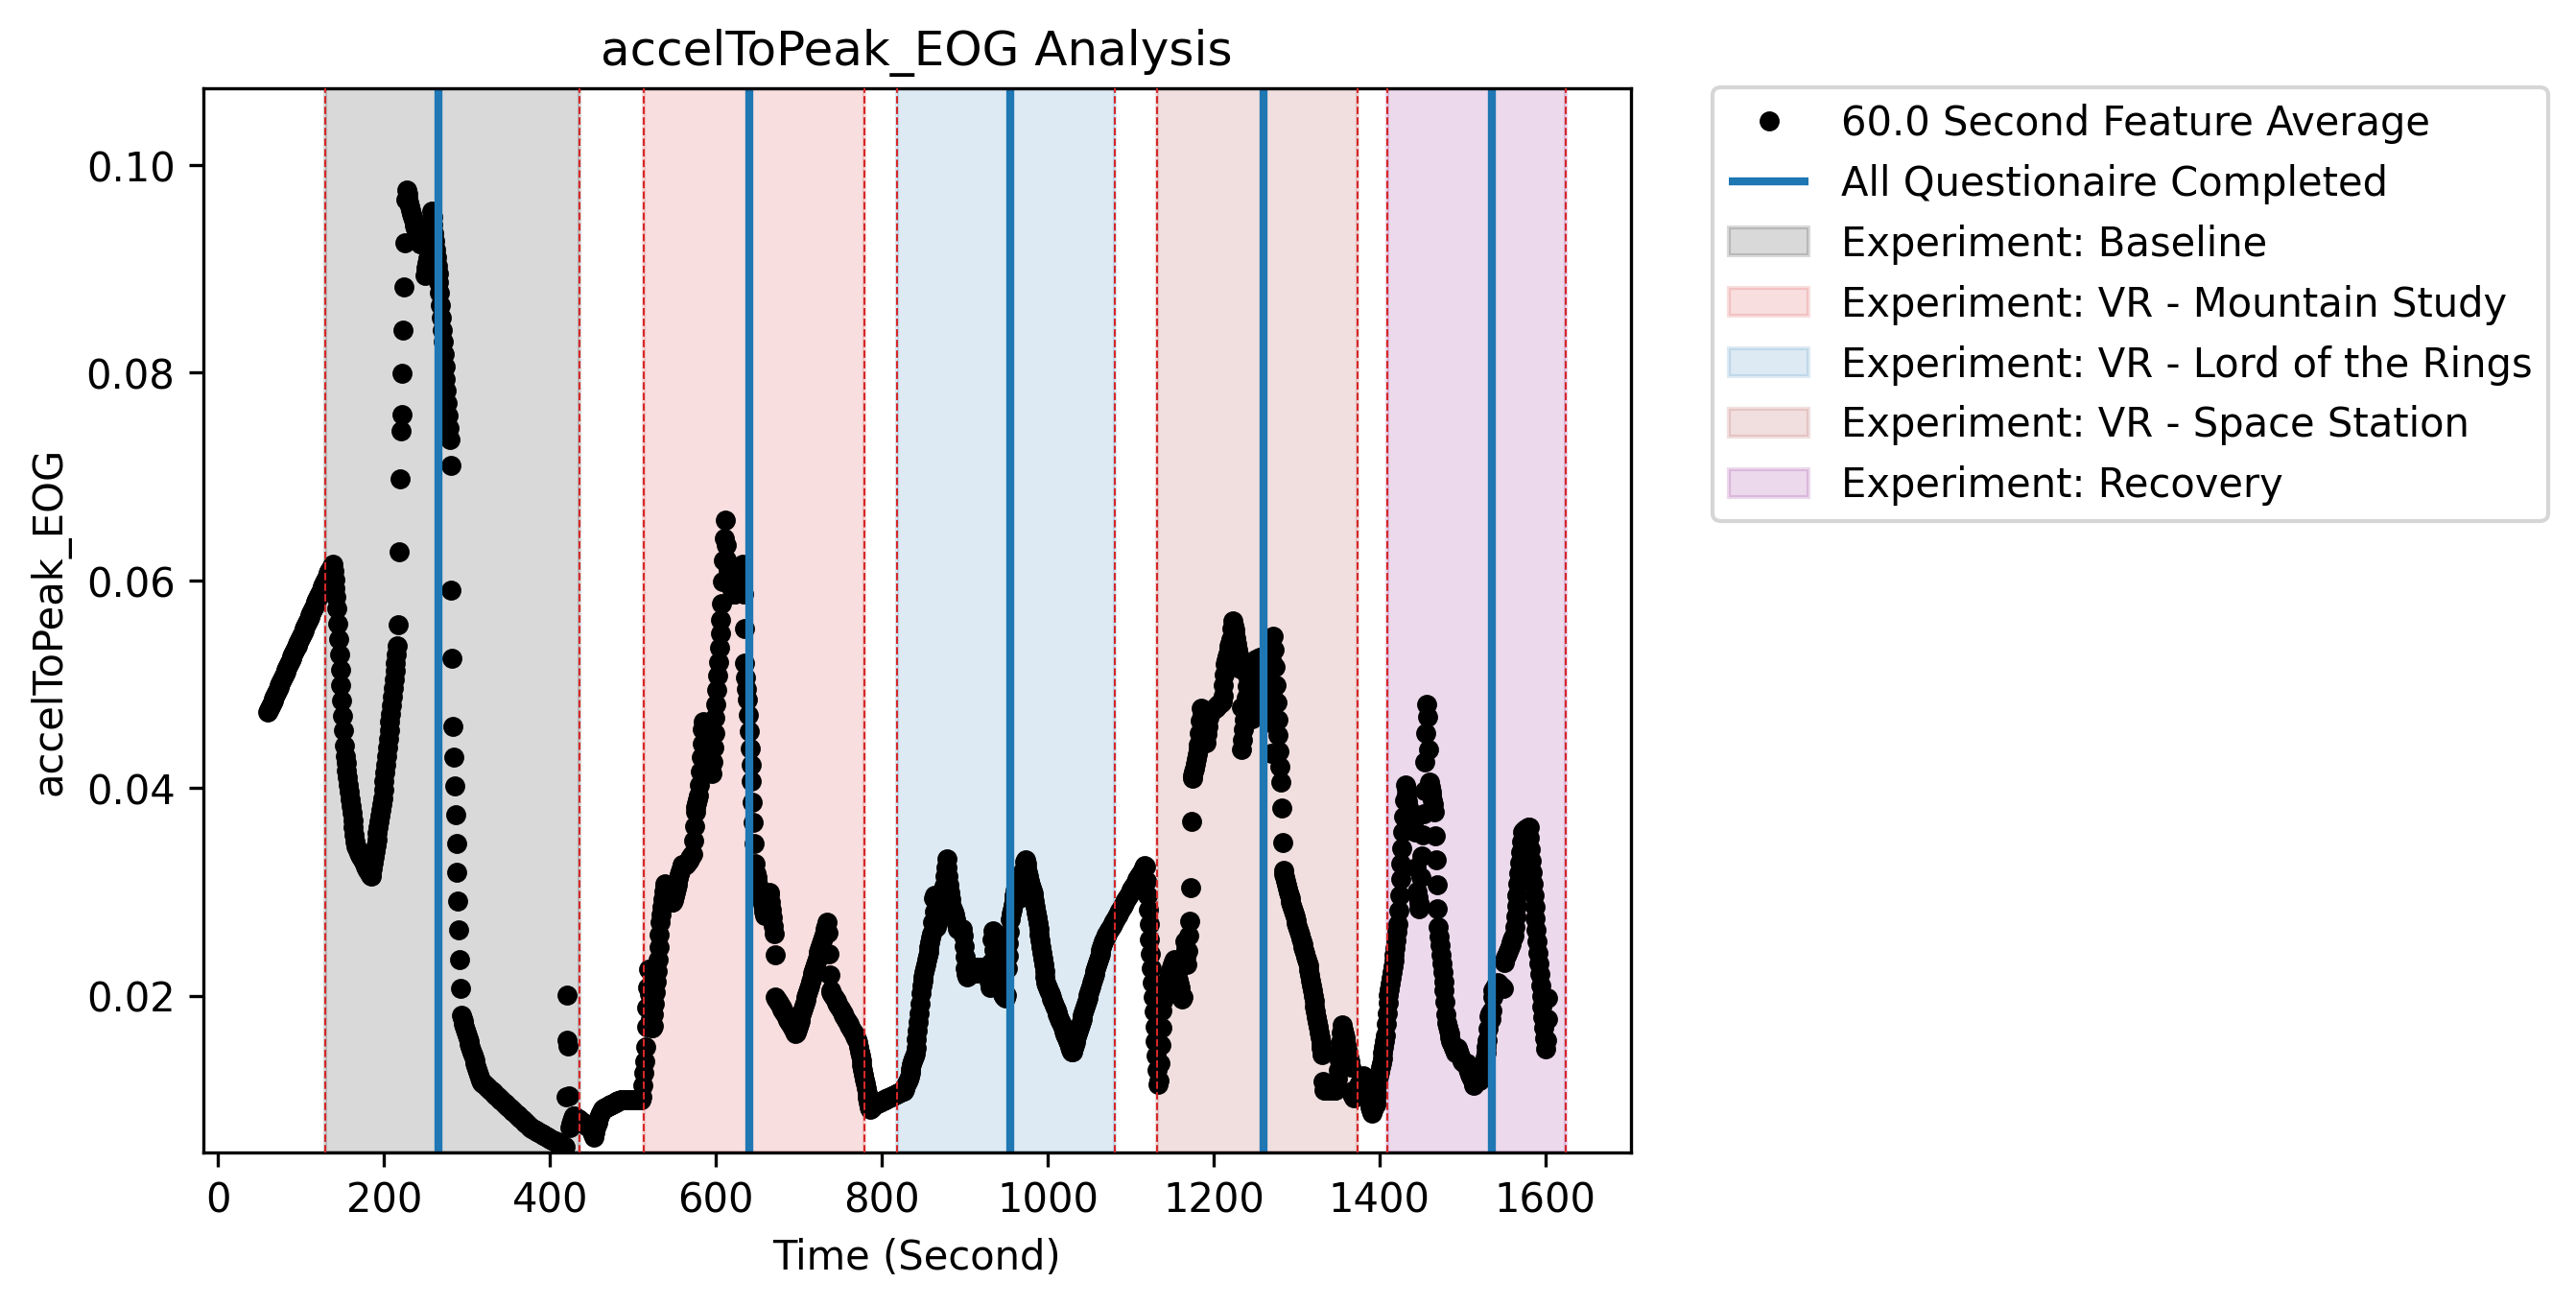 accelToPeak_EOG Analysis
accelToPeak_EOG
0.10
0.08
0.06
0.04
0.02
0 200 400 600 800 1000 1200 1400 1600
Time (Second)
60.0 Second Feature Average
All Questionaire Completed
Experiment: Baseline
Experiment: VR - Mountain Study
Experiment: VR - Lord of the Rings
Experiment: VR - Space Station
Experiment: Recovery